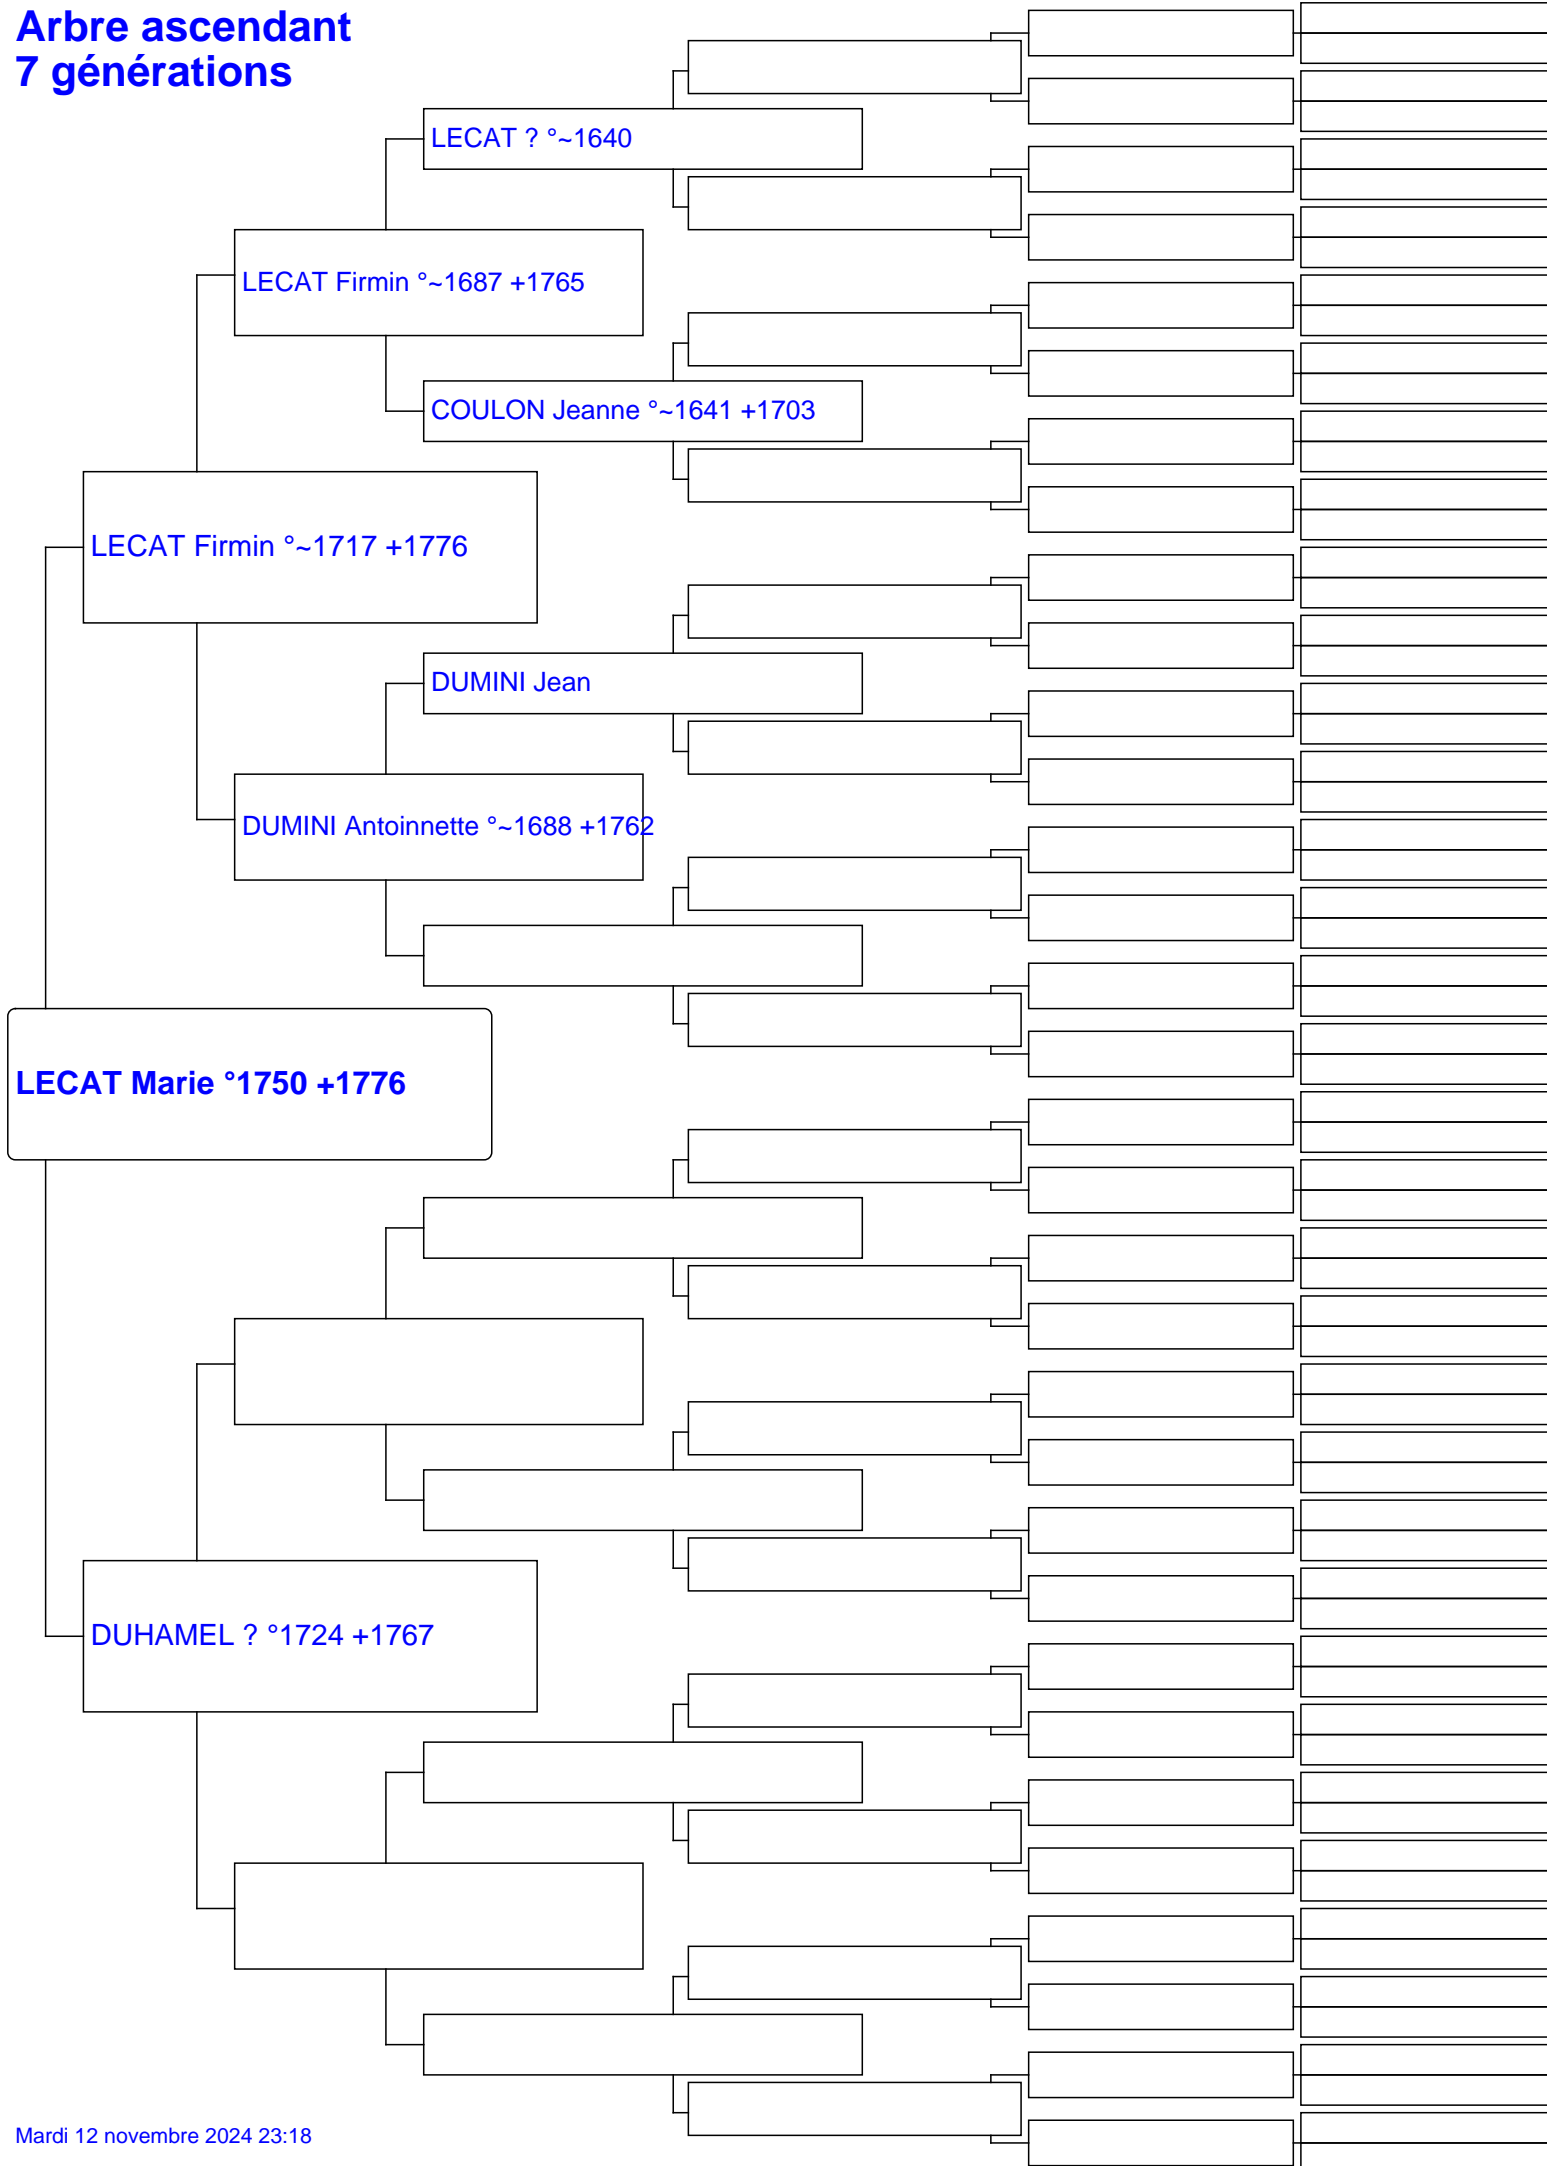 Arbre ascendant
7 générations
LECAT ? °~1640
LECAT Firmin °~1687 +1765
COULON Jeanne °~1641 +1703
LECAT Firmin °~1717 +1776
DUMINI Jean
DUMINI Antoinnette °~1688 +1762
LECAT Marie °1750 +1776
DUHAMEL ? °1724 +1767
Mardi 12 novembre 2024 23:18